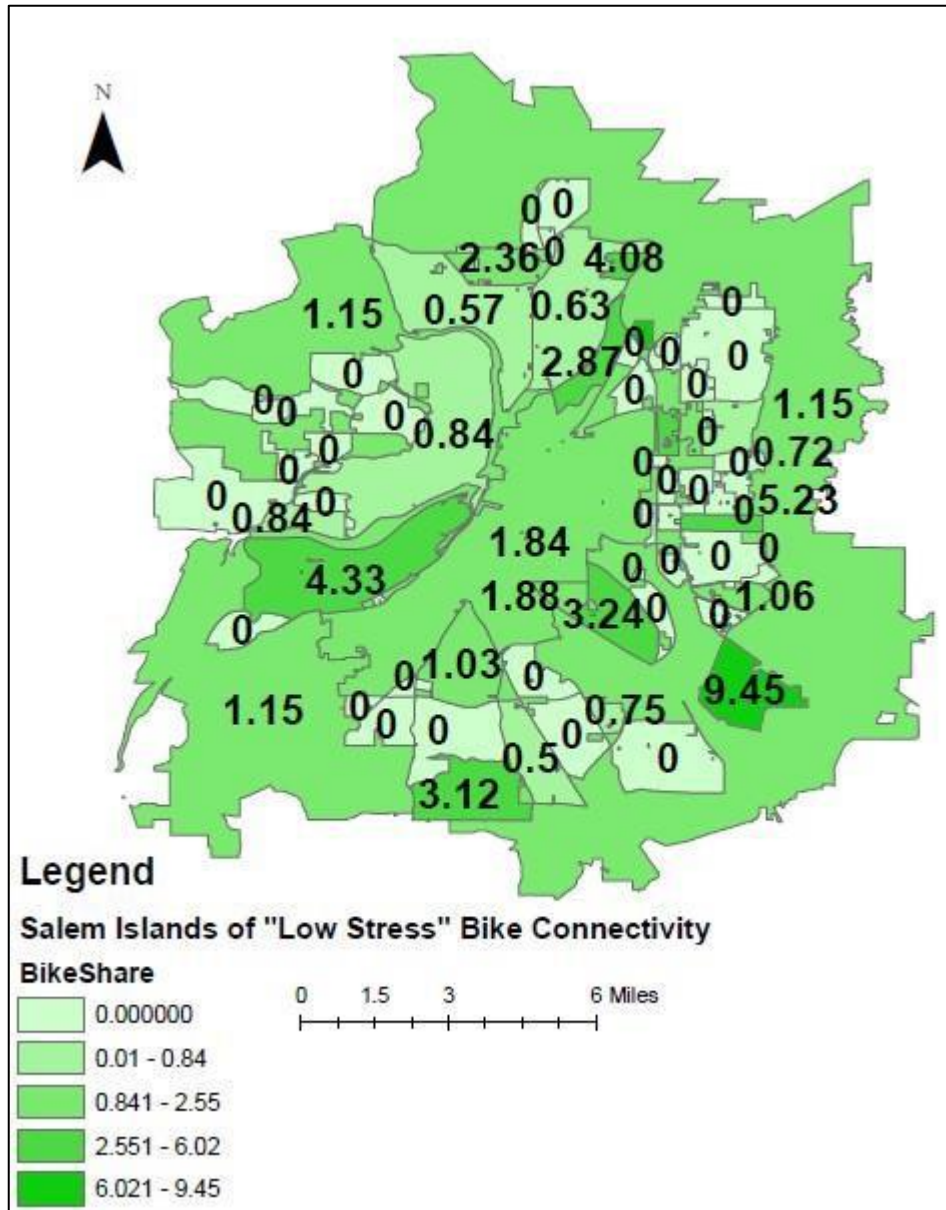 N
0 0
0
2.36 4.08
0
1.15 0.57 0.63
0 0
0 2.87 0
0 0
0 0 1.15
0 0
0.84
0 0 0.72
0 0
0 0 5.23
0 0 0
0.84
1.84
0 0 0
4.33 0
1.88 3.24 0 0 1.06
0
1.03
0 0 9.45
1.15 0 0.75
0 0 0
0.5 0
3.12
Legend
Salem Islands of "Low Stress" Bike Connectivity
BikeShare
0 1.5 3 6 Miles
0.000000
0.01 - 0.84
0.841 - 2.55
2.551 - 6.02
6.021 - 9.45